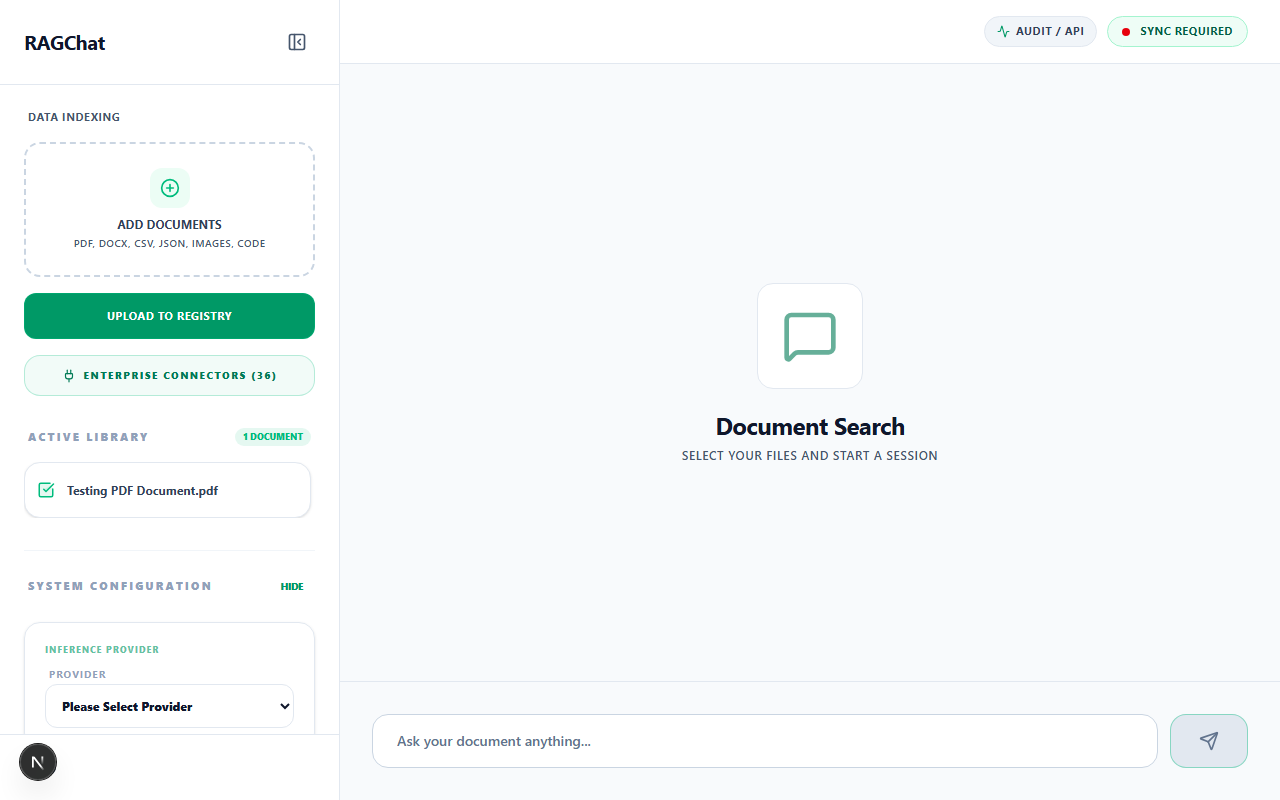 RAGChat
AUDIT / API
SYNC REQUIRED
DATA INDEXING
ADD DOCUMENTS
PDF, DOCX, CSV, JSON, IMAGES, CODE
UPLOAD TO REGISTRY
ENTERPRISE CONNECTORS (36)
ACTIVE LIBRARY
1 DOCUMENT
Testing PDF Document.pdf
SYSTEM CONFIGURATION
HIDE
INFERENCE PROVIDER
PROVIDER
Please Select Provider
N
Document Search
SELECT YOUR FILES AND START A SESSION
Ask your document anything...